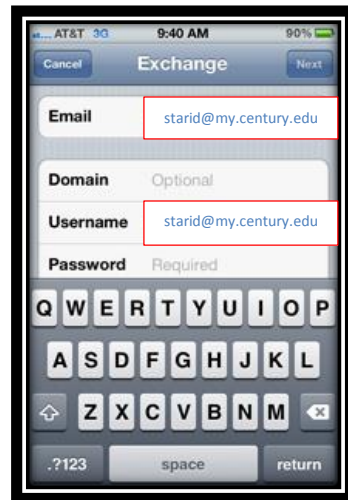 AT&T 3G 9:40 AM 90%
Cancel Exchange Next
Email starid@my.century.edu
Domain Optional
Username starid@my.century.edu
Password Required
Q W E R T Y U I O P
A S D F G H J K L
Z X C V B N M
.?123 space return